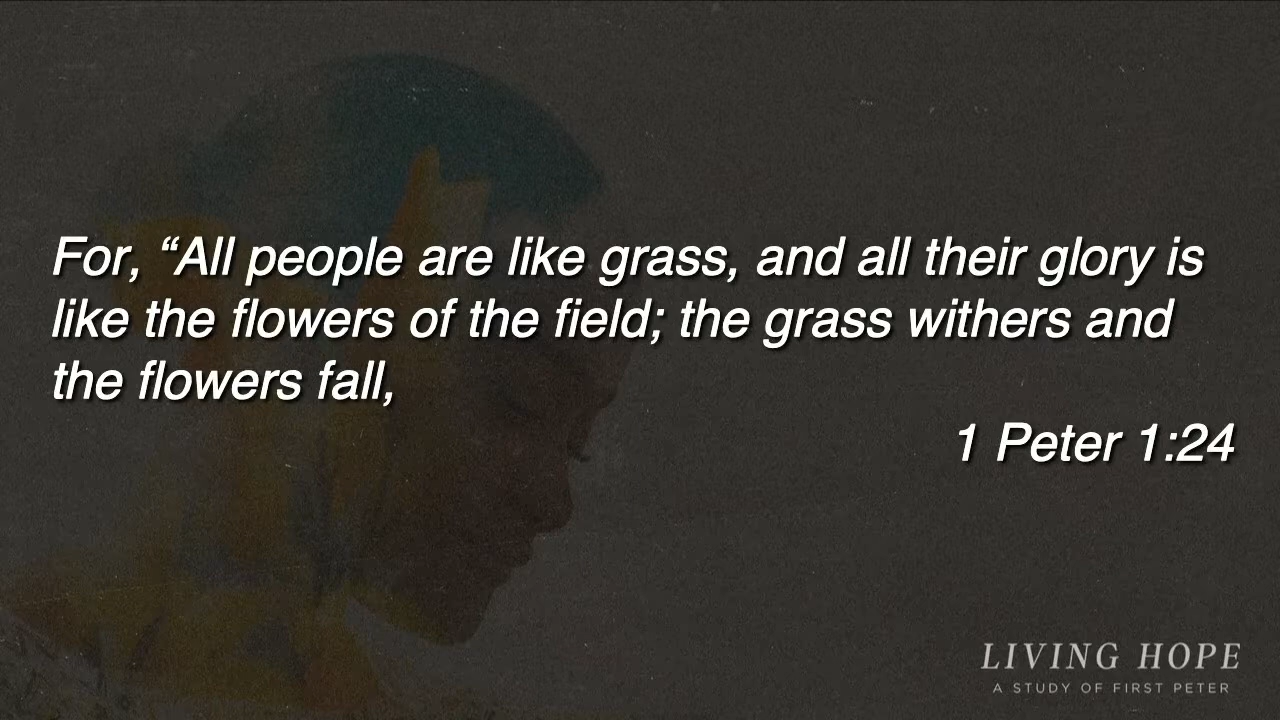 For, “All people are like grass, and all their glory is
like the flowers of the field; the grass withers and
the flowers fall,
1 Peter 1:24
LIVING HOPE
A STUDY OF FIRST PETER